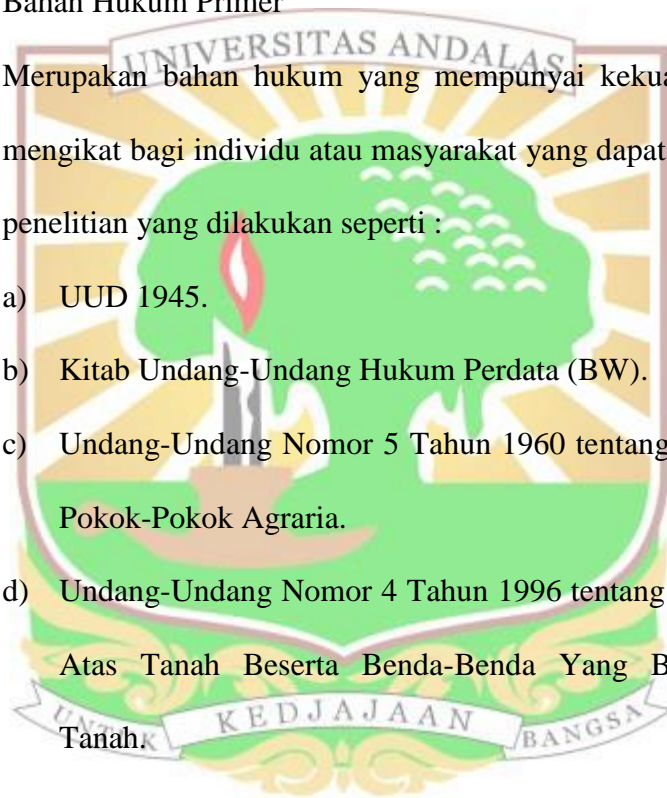 Bahan Hukum Primer
UNIVERSITAS ANDALAS
Merupakan bahan hukum yang mempunyai kekua
mengikat bagi individu atau masyarakat yang dapat
penelitian yang dilakukan seperti :
a) UUD 1945.
b) Kitab Undang-Undang Hukum Perdata (BW).
c) Undang-Undang Nomor 5 Tahun 1960 tentang
Pokok-Pokok Agraria.
d) Undang-Undang Nomor 4 Tahun 1996 tentang
Atas Tanah Beserta Benda-Benda Yang B
Tanah.
UNTUK KEDJAJAAN BANGSA